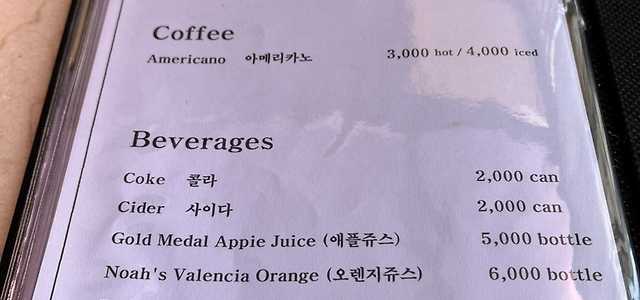 Coffee
Americano 아메리카노 3,000 hot / 4,000 iced
Beverages
Coke 콜라 2,000 can
Cider 사이다 2,000 can
Gold Medal Appie Juice (애플쥬스) 5,000 bottle
Noah's Valencia Orange (오렌지쥬스) 6,000 bottle